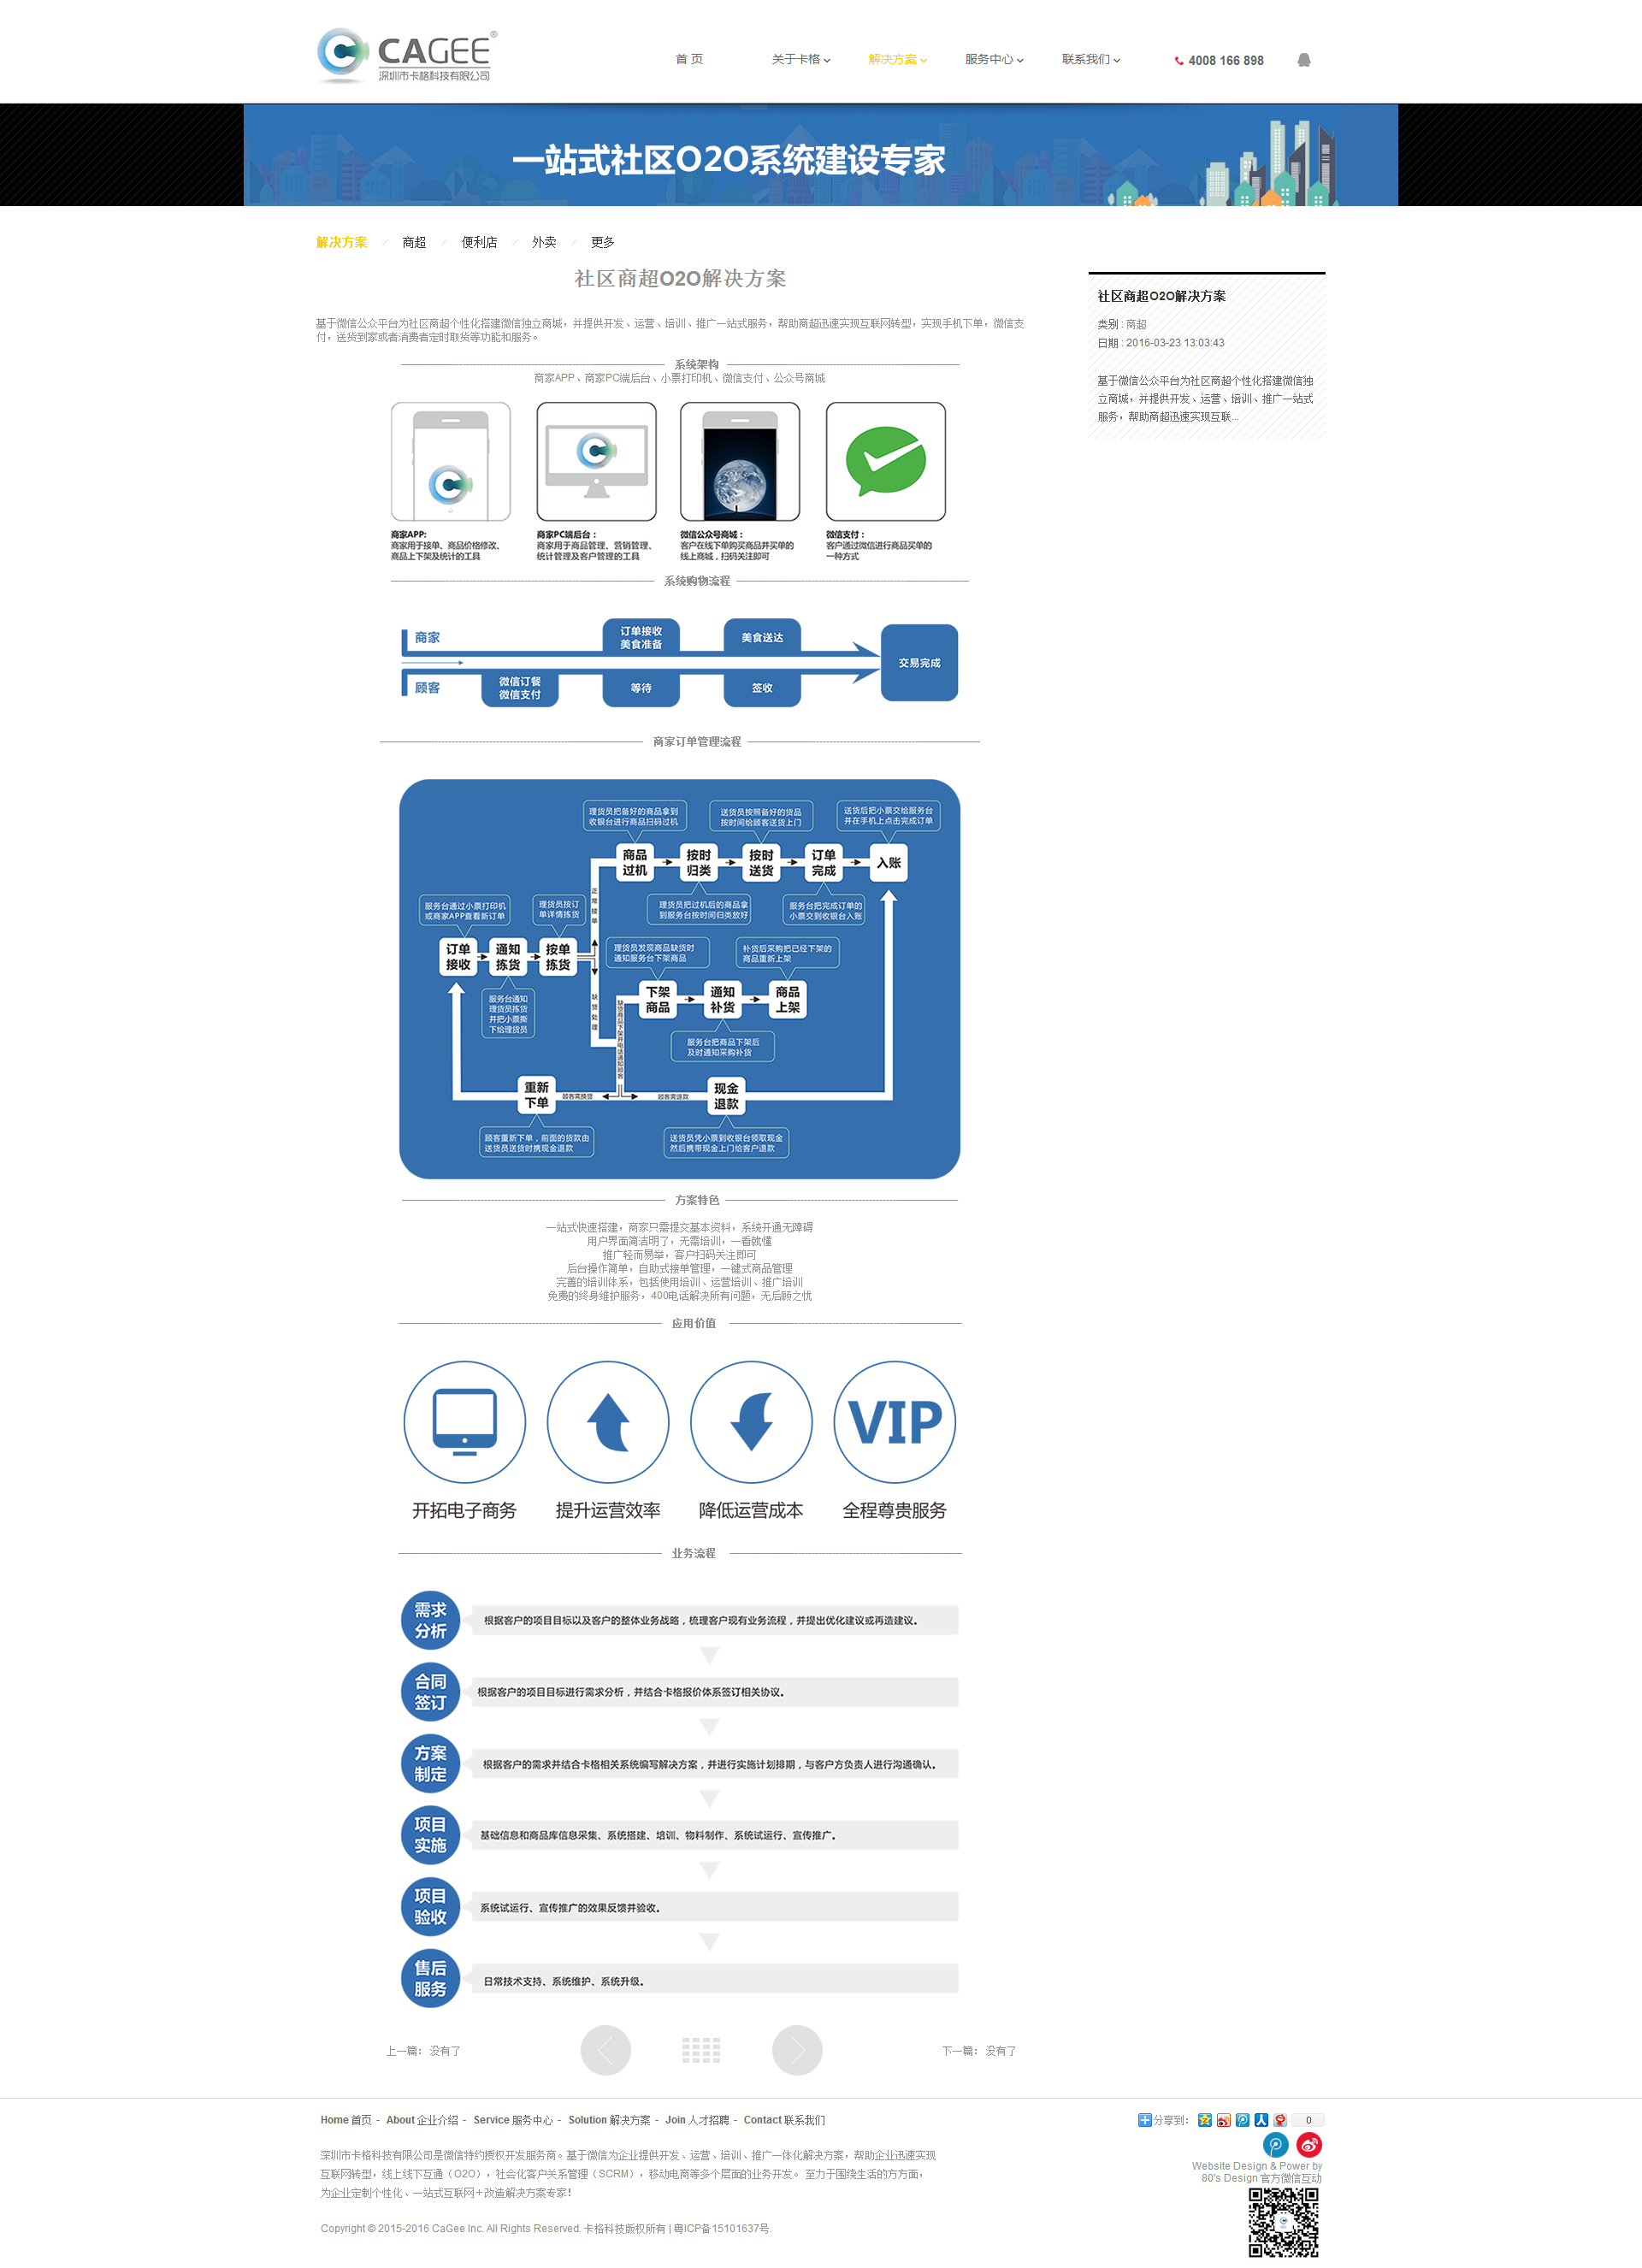 CAGEE®
深圳市卡格科技有限公司
首 页
关于卡格
解决方案
服务中心
联系我们
4008 166 898
一站式社区O2O系统建设专家
解决方案 / 商超 / 便利店 / 外卖 / 更多
社区商超O2O解决方案
基于微信公众平台为社区商超个性化搭建微信独立商城，并提供开发、运营、培训、推广一站式服务，帮助商超迅速实现互联网转型，实现手机下单，微信支
付，送货到家或者消费者定时取货等功能和服务。
社区商超O2O解决方案
类别 : 商超
日期 : 2016-03-23 13:03:43
基于微信公众平台为社区商超个性化搭建微信独
立商城，并提供开发、运营、培训、推广一站式
服务，帮助商超迅速实现互联...
系统架构
商家APP、商家PC端后台、小票打印机、微信支付、公众号商城
商家APP:
商家用于接单、商品价格修改、
商品上下架及统计的工具
商家PC端后台：
商家用于商品管理、营销管理、
统计管理及客户管理的工具
微信公众号商城：
客户在线下单购买商品并买单的
线上商城，扫码关注即可
微信支付：
客户通过微信进行商品买单的
一种方式
系统购物流程
商家
订单接收
美食准备
美食送达
交易完成
顾客
微信订餐
微信支付
等待
签收
商家订单管理流程
理货员把备好的商品拿到
收银台进行商品扫码过机
送货员按照备好的货品
按时间给顾客送货上门
送货后把小票交给服务台
并在手机上点击完成订单
商品
过机
按时
归类
按时
送货
订单
完成
入账
正常接单
理货员把过机后的商品拿
到服务台按时间归类放好
服务台把完成订单的
小票交到收银台入账
服务台通过小票打印机
或商家APP查看新订单
理货员按订
单详情拣货
订单
接收
通知
拣货
按单
拣货
理货员发现商品缺货时
通知服务台下架商品
补货后采购把已经下架的
商品重新上架
服务台通知
理货员拣货
并把小票撕
下给理货员
缺货处理
缺货商品下架并电话通知顾客
下架
商品
通知
补货
商品
上架
服务台把商品下架后
及时通知采购补货
重新
下单
顾客需换货
顾客需退款
现金
退款
顾客重新下单，前面的货款由
送货员送货时携现金退款
送货员凭小票到收银台领取现金
然后携带现金上门给客户退款
方案特色
一站式快速搭建，商家只需提交基本资料，系统开通无障碍
用户界面简洁明了，无需培训，一看就懂
推广轻而易举，客户扫码关注即可
后台操作简单，自助式接单管理，一键式商品管理
完善的培训体系，包括使用培训、运营培训、推广培训
免费的终身维护服务，400电话解决所有问题，无后顾之忧
应用价值
VIP
开拓电子商务
提升运营效率
降低运营成本
全程尊贵服务
业务流程
需求
分析
根据客户的项目目标以及客户的整体业务战略，梳理客户现有业务流程，并提出优化建议或再造建议。
合同
签订
根据客户的项目目标进行需求分析，并结合卡格报价体系签订相关协议。
方案
制定
根据客户的需求并结合卡格相关系统编写解决方案，并进行实施计划排期，与客户方负责人进行沟通确认。
项目
实施
基础信息和商品库信息采集、系统搭建、培训、物料制作、系统试运行、宣传推广。
项目
验收
系统试运行、宣传推广的效果反馈并验收。
售后
服务
日常技术支持、系统维护、系统升级。
上一篇：没有了
下一篇：没有了
Home 首页 - About 企业介绍 - Service 服务中心 - Solution 解决方案 - Join 人才招聘 - Contact 联系我们
分享到： 0
深圳市卡格科技有限公司是微信特约授权开发服务商。基于微信为企业提供开发、运营、培训、推广一体化解决方案，帮助企业迅速实现
互联网转型，线上线下互通（O2O），社会化客户关系管理（SCRM），移动电商等多个层面的业务开发。 至力于围绕生活的方方面，
为企业定制个性化、一站式互联网＋改造解决方案专家！
Website Design & Power by
80's Design 官方微信互动
Copyright © 2015-2016 CaGee Inc. All Rights Reserved. 卡格科技版权所有 | 粤ICP备15101637号.